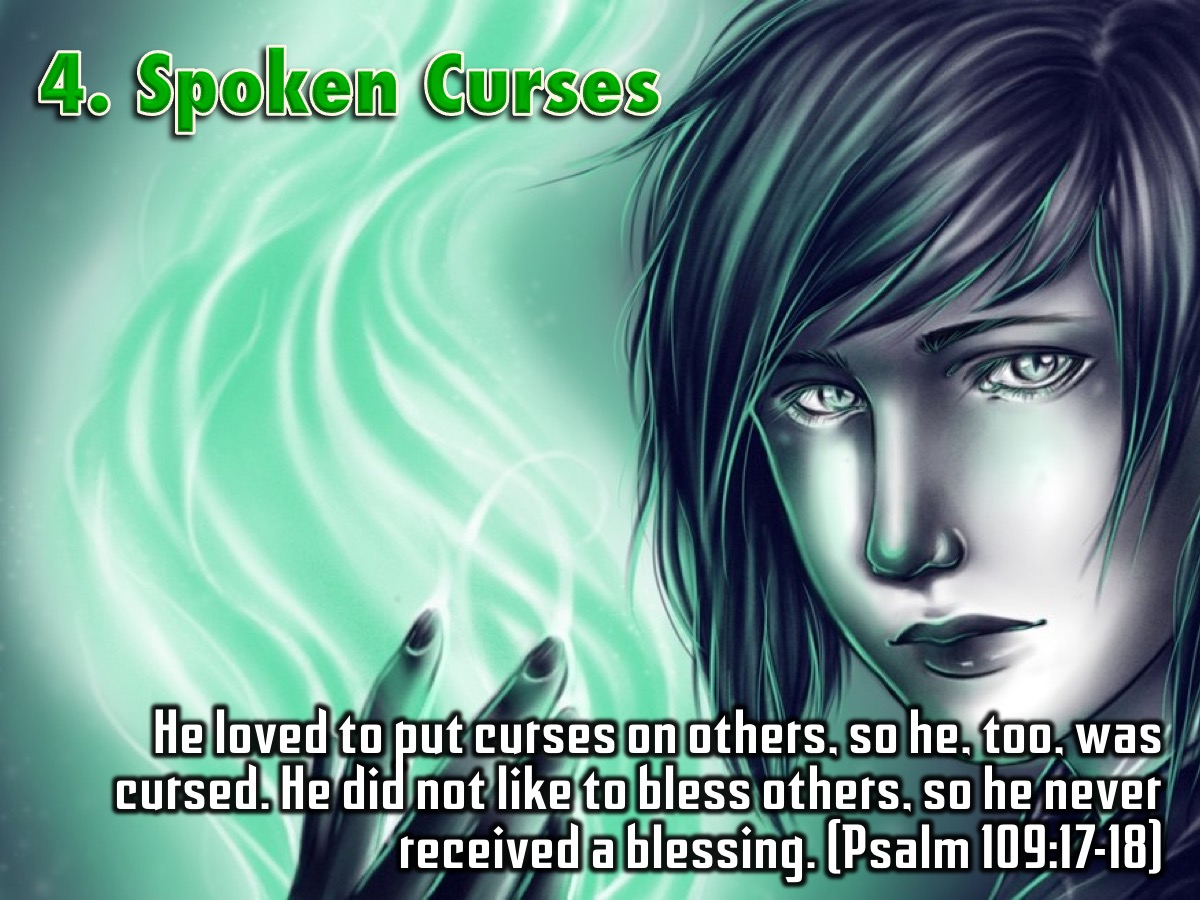 4. Spoken Curses
He loved to put curses on others, so he, too, was
cursed. He did not like to bless others, so he never
received a blessing. (Psalm 109:17-18)